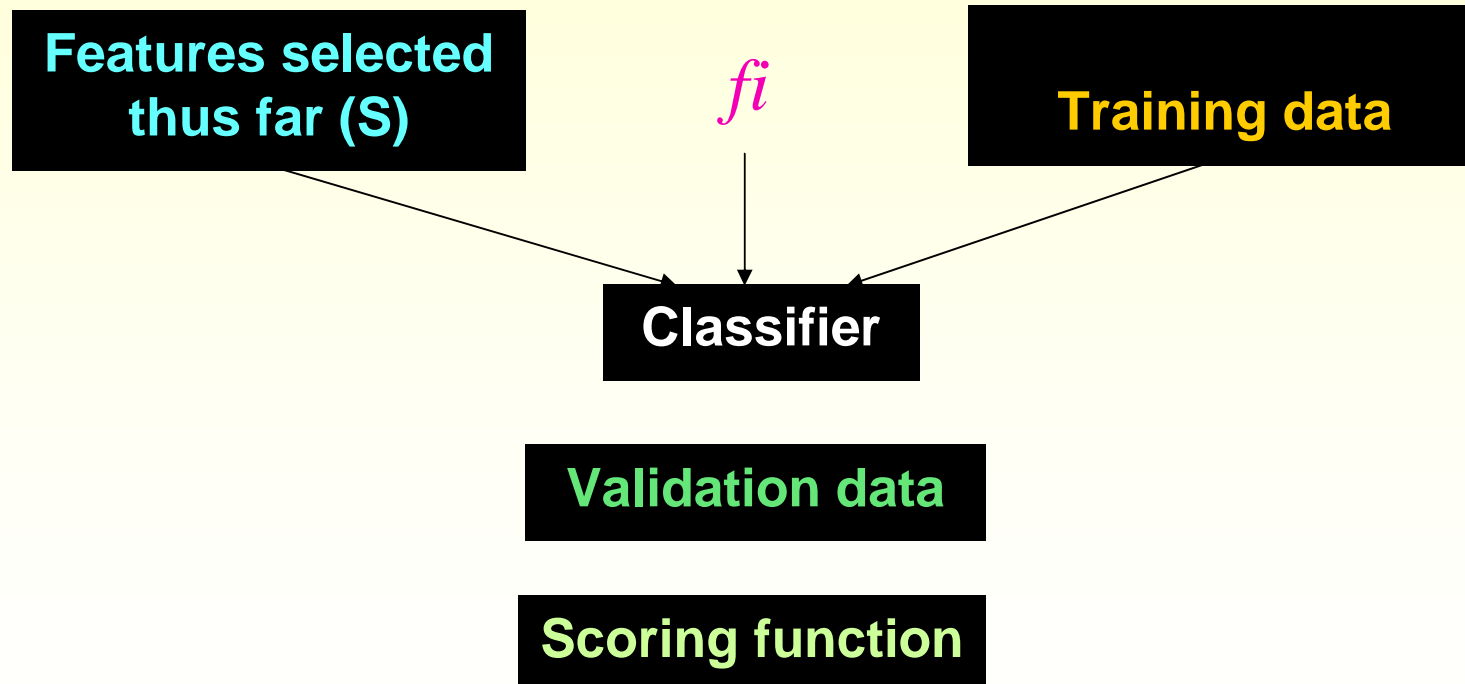 Features selected
thus far (S)
fi
Training data
Classifier
Validation data
Scoring function